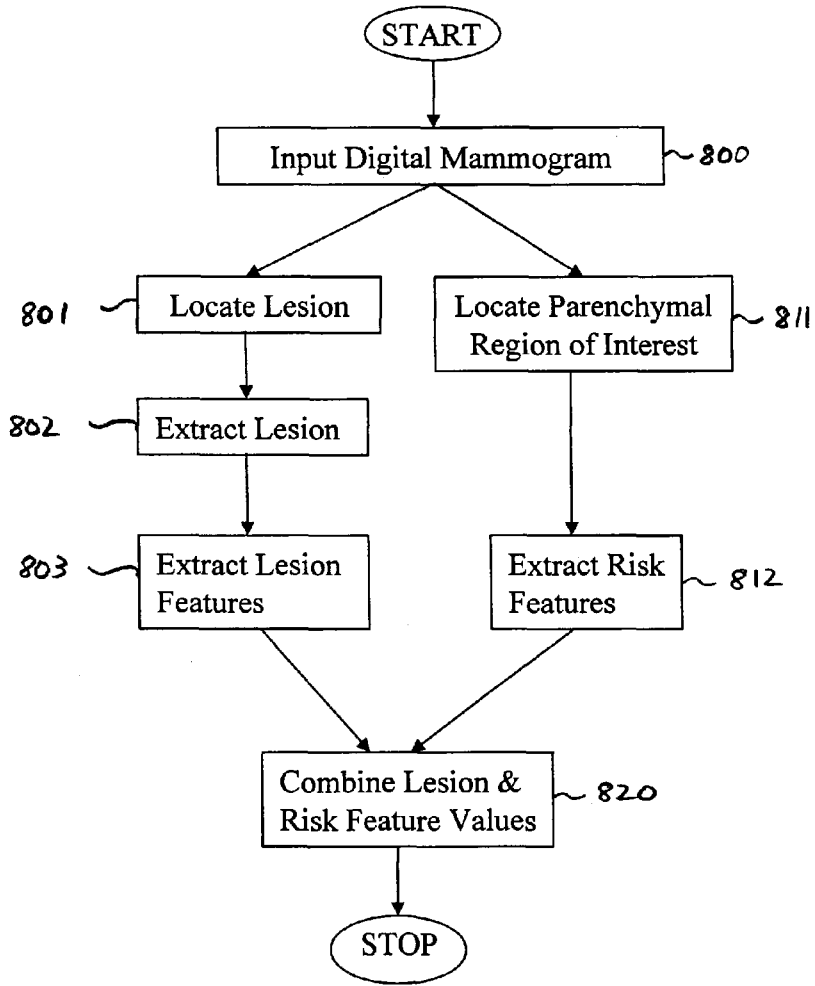 START
Input Digital Mammogram
800
801
Locate Lesion
Locate Parenchymal
Region of Interest
811
802
Extract Lesion
803
Extract Lesion
Features
Extract Risk
Features
812
Combine Lesion &
Risk Feature Values
820
STOP